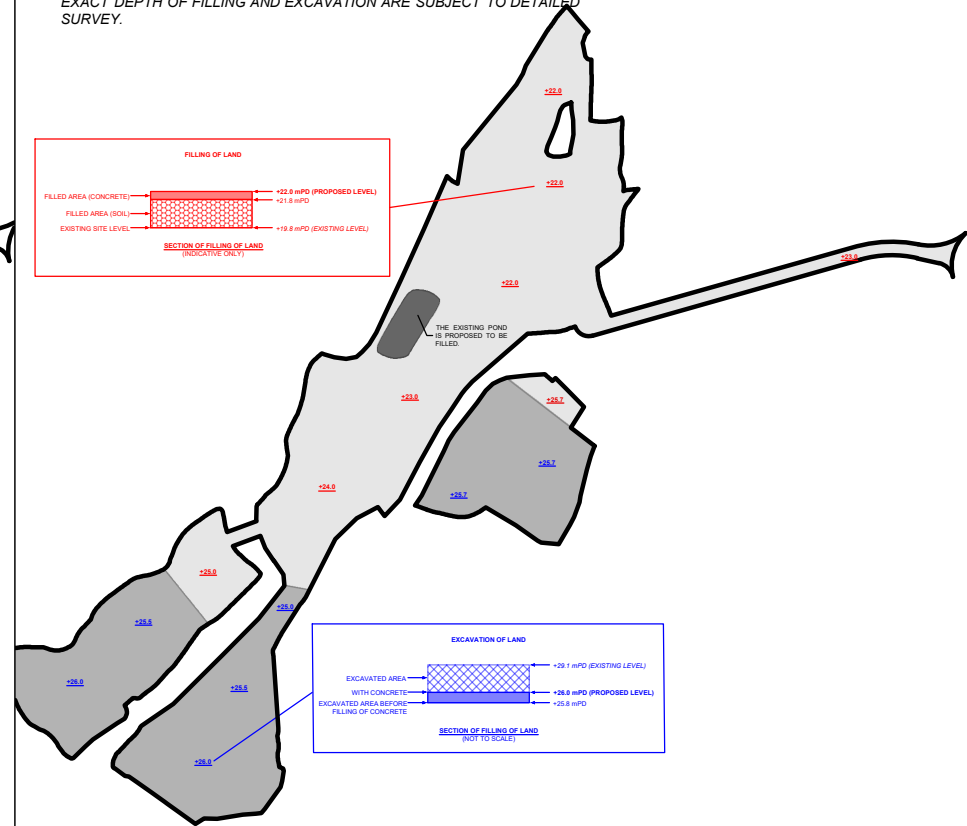 EXACT DEPTH OF FILLING AND EXCAVATION ARE SUBJECT TO DETAILED
SURVEY.
+22.0
FILLING OF LAND
FILLED AREA (CONCRETE)
+22.0 mPD (PROPOSED LEVEL)
+21.8 mPD
FILLED AREA (SOIL)
EXISTING SITE LEVEL
+19.8 mPD (EXISTING LEVEL)
SECTION OF FILLING OF LAND
(INDICATIVE ONLY)
+22.0
+23.0
+22.0
THE EXISTING POND
IS PROPOSED TO BE
FILLED.
+23.0
+25.7
+25.7
+25.7
+24.0
+25.0
+25.0
+25.5
+26.0
+25.5
+26.0
EXCAVATION OF LAND
+29.1 mPD (EXISTING LEVEL)
EXCAVATED AREA
WITH CONCRETE
+26.0 mPD (PROPOSED LEVEL)
EXCAVATED AREA BEFORE
FILLING OF CONCRETE
+25.8 mPD
SECTION OF FILLING OF LAND
(NOT TO SCALE)